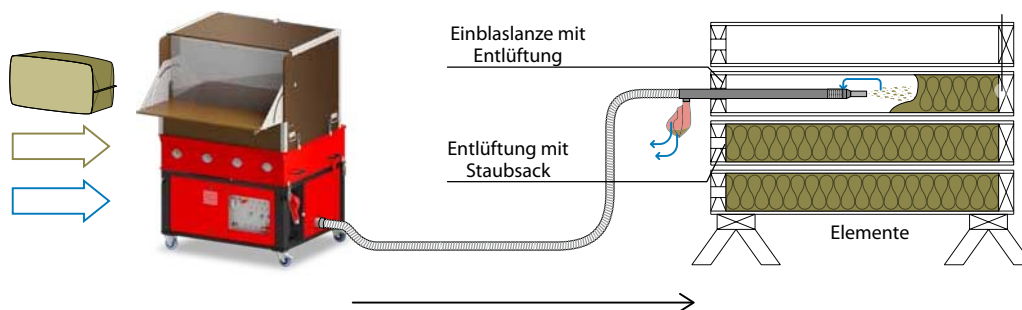 Einblaslanze mit
Entlüftung
Entlüftung mit
Staubsack
Elemente